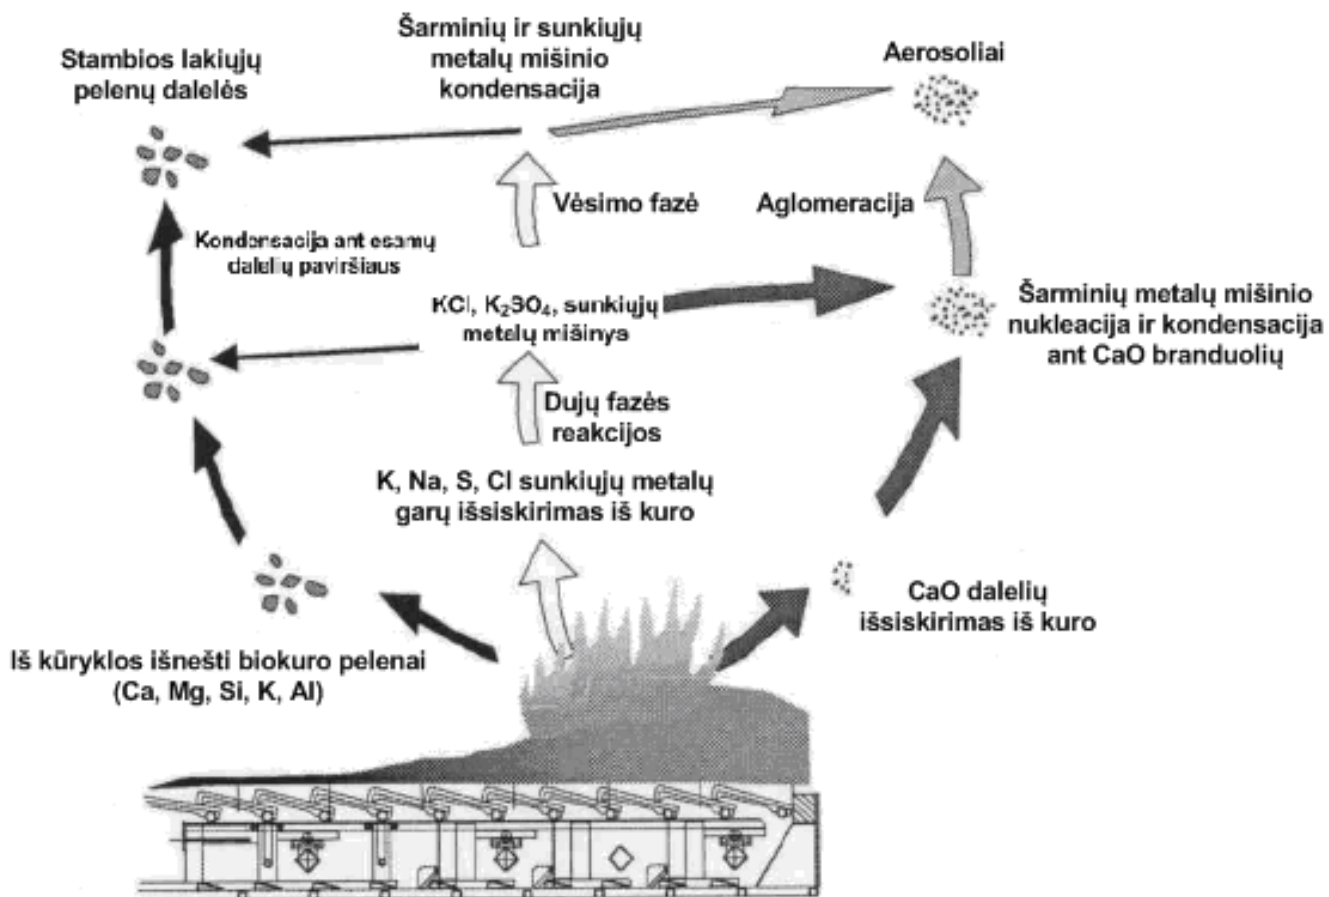 Šarminių ir sunkiųjų
metalų mišinio
kondensacija
Stambios lakiųjų
pelenų dalelės
Aerosoliai
Vėsimo fazė
Aglomeracija
Kondensacija ant esamų
dalelių paviršiaus
KCl, K₂SO₄, sunkiųjų
metalų mišinys
Šarminių metalų mišinio
nukleacija ir kondensacija
ant CaO branduolių
Dujų fazės
reakcijos
K, Na, S, Cl sunkiųjų metalų
garų išsiskirimas iš kuro
CaO dalelių
išsiskirimas iš kuro
Iš kūryklos išnešti biokuro pelenai
(Ca, Mg, Si, K, Al)